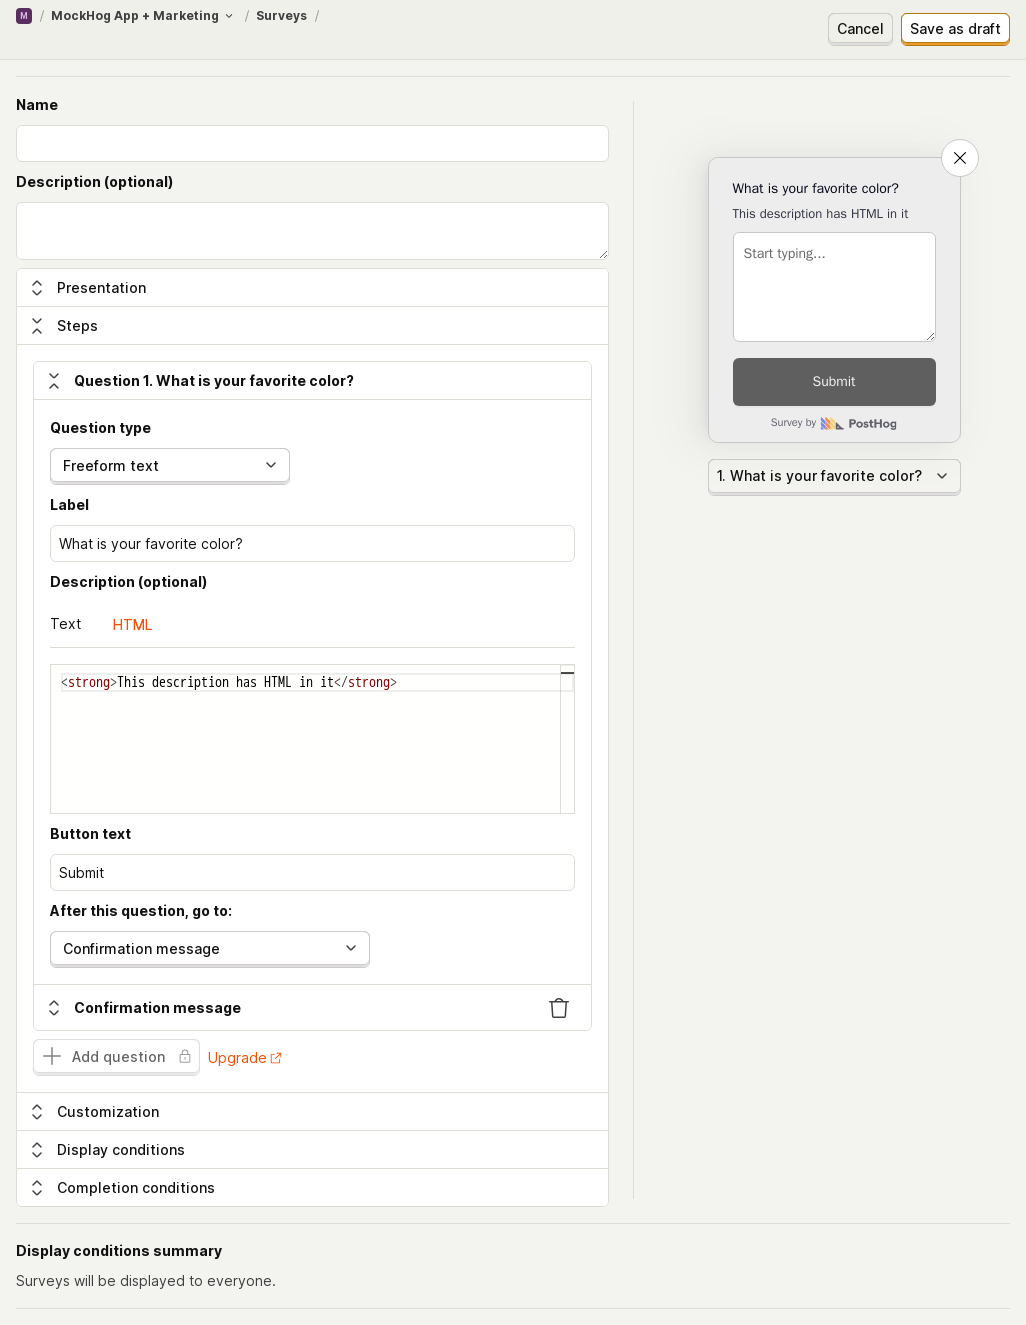 M / MockHog App + Marketing / Surveys /
Cancel
Save as draft
Name
Description (optional)
Presentation
Steps
Question 1. What is your favorite color?
Question type
Freeform text
Label
What is your favorite color?
Description (optional)
Text
HTML
<strong>This description has HTML in it</strong>
Button text
Submit
After this question, go to:
Confirmation message
Confirmation message
Add question
Upgrade
Customization
Display conditions
Completion conditions
What is your favorite color?
This description has HTML in it
Start typing...
Submit
Survey by PostHog
1. What is your favorite color?
Display conditions summary
Surveys will be displayed to everyone.